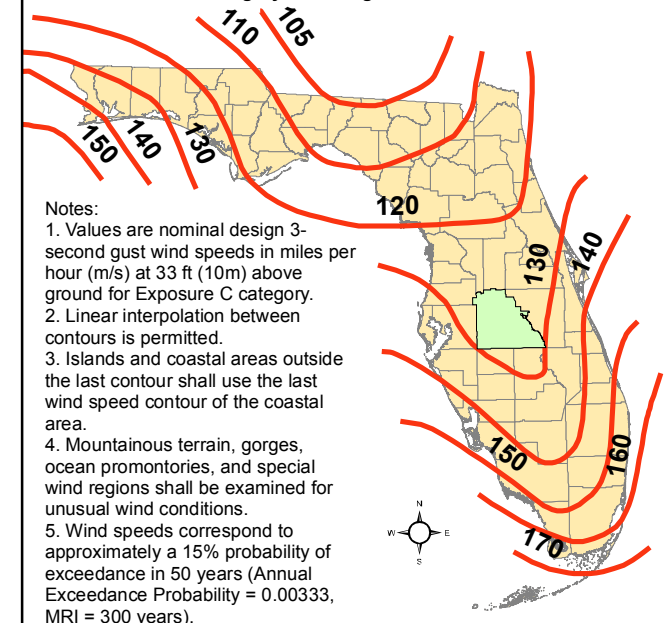 110
105
150
140
130
120
130
140
Notes:
1. Values are nominal design 3-
second gust wind speeds in miles per
hour (m/s) at 33 ft (10m) above
ground for Exposure C category.
2. Linear interpolation between
contours is permitted.
3. Islands and coastal areas outside
the last contour shall use the last
wind speed contour of the coastal
area.
4. Mountainous terrain, gorges,
ocean promontories, and special
wind regions shall be examined for
unusual wind conditions.
5. Wind speeds correspond to
approximately a 15% probability of
exceedance in 50 years (Annual
Exceedance Probability = 0.00333,
MRI = 300 years).
150
160
170
N
W E
S